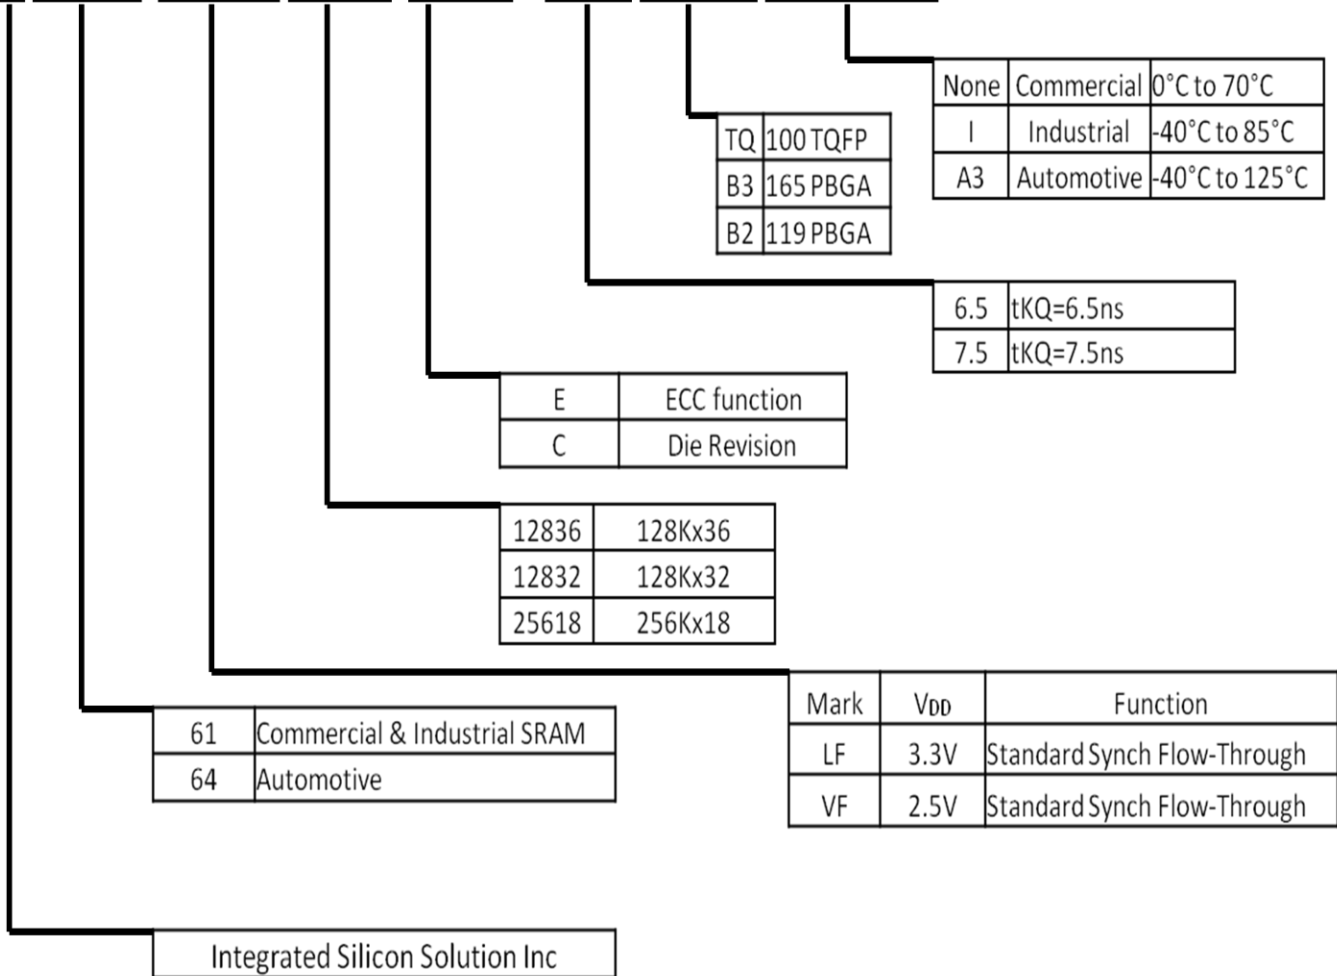 None Commercial 0°C to 70°C
I Industrial -40°C to 85°C
A3 Automotive -40°C to 125°C
TQ 100 TQFP
B3 165 PBGA
B2 119 PBGA
6.5 tKQ=6.5ns
7.5 tKQ=7.5ns
E ECC function
C Die Revision
12836 128Kx36
12832 128Kx32
25618 256Kx18
Mark VDD Function
LF 3.3V Standard Synch Flow-Through
VF 2.5V Standard Synch Flow-Through
61 Commercial & Industrial SRAM
64 Automotive
Integrated Silicon Solution Inc